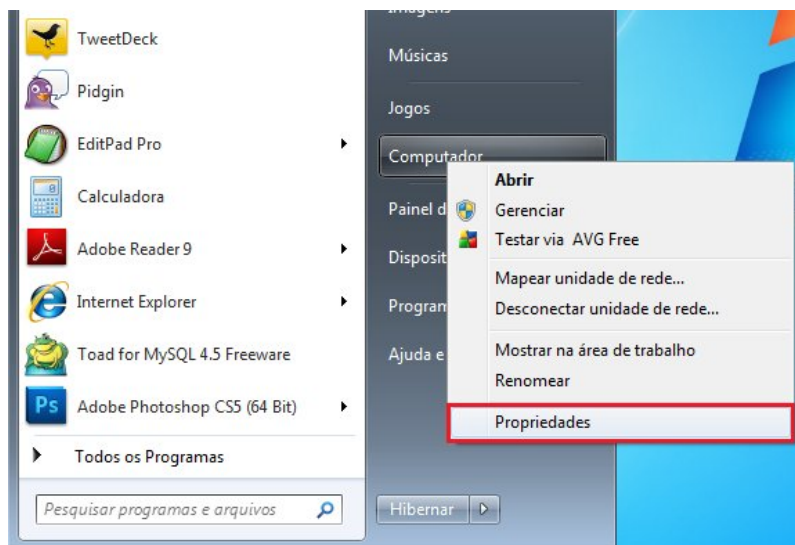 TweetDeck
Pidgin
EditPad Pro
Calculadora
Adobe Reader 9
Internet Explorer
Toad for MySQL 4.5 Freeware
Ps Adobe Photoshop CS5 (64 Bit)
Todos os Programas
Pesquisar programas e arquivos
Imagens
Músicas
Jogos
Computador
Painel d
Disposit
Program
Ajuda e
Hibernar
Abrir
Gerenciar
Testar via AVG Free
Mapear unidade de rede...
Desconectar unidade de rede...
Mostrar na área de trabalho
Renomear
Propriedades